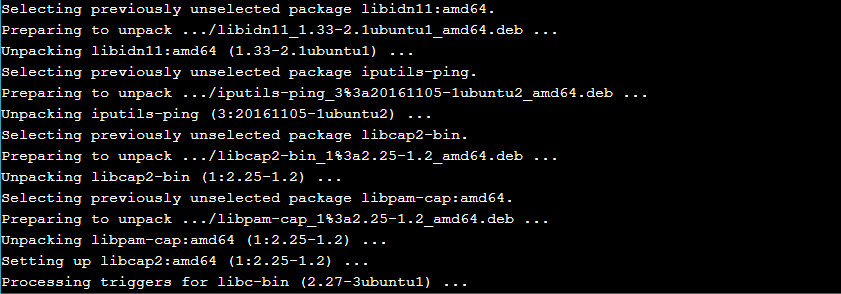 Selecting previously unselected package libidn11:amd64.
Preparing to unpack .../libidn11_1.33-2.1ubuntu1_amd64.deb ...
Unpacking libidn11:amd64 (1.33-2.1ubuntu1) ...
Selecting previously unselected package iputils-ping.
Preparing to unpack .../iputils-ping_3%3a20161105-1ubuntu2_amd64.deb ...
Unpacking iputils-ping (3:20161105-1ubuntu2) ...
Selecting previously unselected package libcap2-bin.
Preparing to unpack .../libcap2-bin_1%3a2.25-1.2_amd64.deb ...
Unpacking libcap2-bin (1:2.25-1.2) ...
Selecting previously unselected package libpam-cap:amd64.
Preparing to unpack .../libpam-cap_1%3a2.25-1.2_amd64.deb ...
Unpacking libpam-cap:amd64 (1:2.25-1.2) ...
Setting up libcap2:amd64 (1:2.25-1.2) ...
Processing triggers for libc-bin (2.27-3ubuntu1) ...